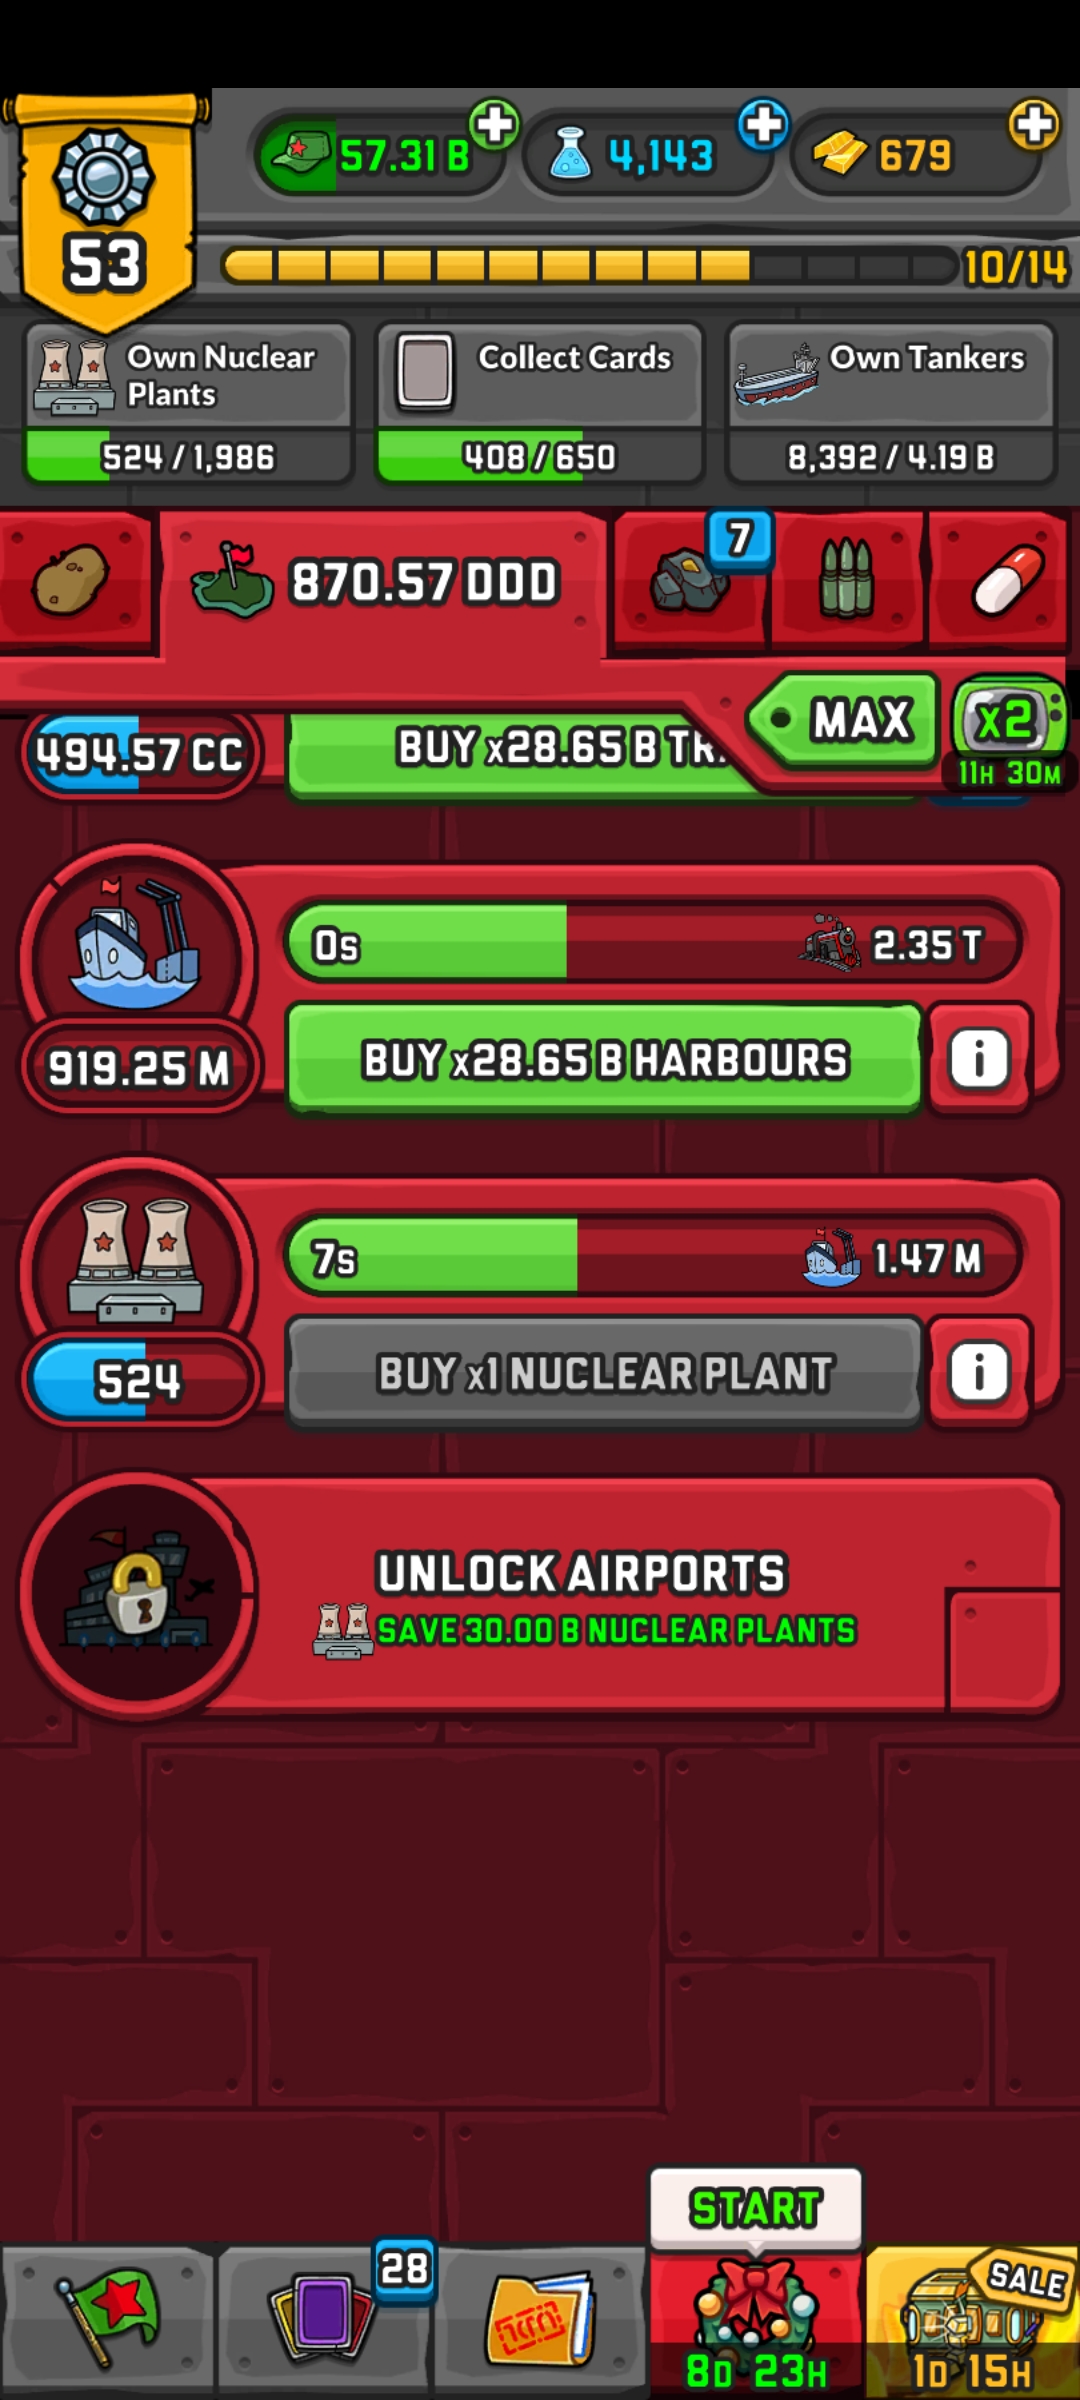 57.31 B
4,143
679
53
10/14
Own Nuclear
Plants
524 / 1,986
Collect Cards
408 / 650
Own Tankers
8,392 / 4.19 B
870.57 DDD
7
MAX
x2
11H 30M
494.57 CC
BUY x28.65 B
0s
2.35 T
919.25 M
BUY x28.65 B HARBOURS
i
7s
1.47 M
524
BUY x1 NUCLEAR PLANT
i
UNLOCK AIRPORTS
SAVE 30.00 B NUCLEAR PLANTS
START
28
SALE
8D 23H
1D 15H